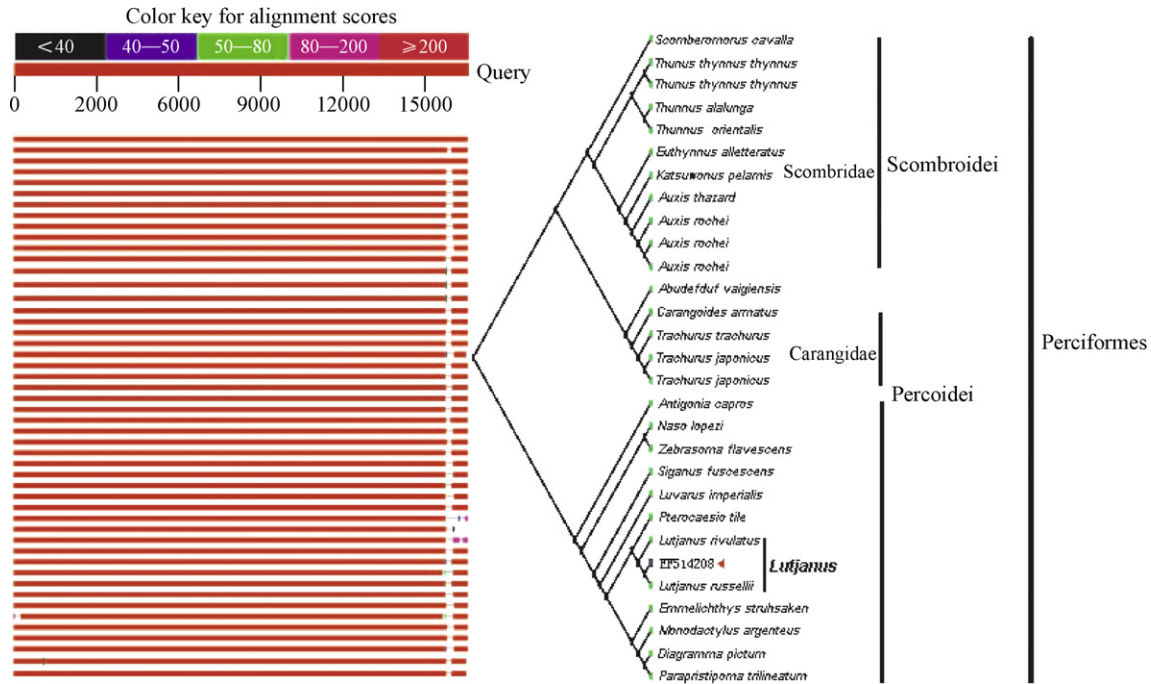 Color key for alignment scores
<40 40—50 50—80 80—200 ≥200
Query
0 2000 6000 9000 12000 15000
Scomberomorus cavalla
Thunus thynnus thynnus
Thunus thynnus thynnus
Thunnus alalunga
Thunnus orientalis
Euthynnus alletteratus
Katsuwonus pelamis
Auxis thazard
Auxis rochei
Auxis rochei
Auxis rochei
Scombridae
Scombroidei
Abudefduf vaigiensis
Carangoides armatus
Trachurus trachurus
Trachurus japonicus
Trachurus japonicus
Carangidae
Perciformes
Percoidei
Antigonia capros
Naso lopezi
Zebrasoma flavescens
Siganus fuscescens
Luvarus imperialis
Pterocaesio tile
Lutjanus rivulatus
EF514208
Lutjanus russellii
Lutjanus
Emmelichthys struhsaken
Monodactylus argenteus
Diagramma pictum
Parapristipoma trilineatum